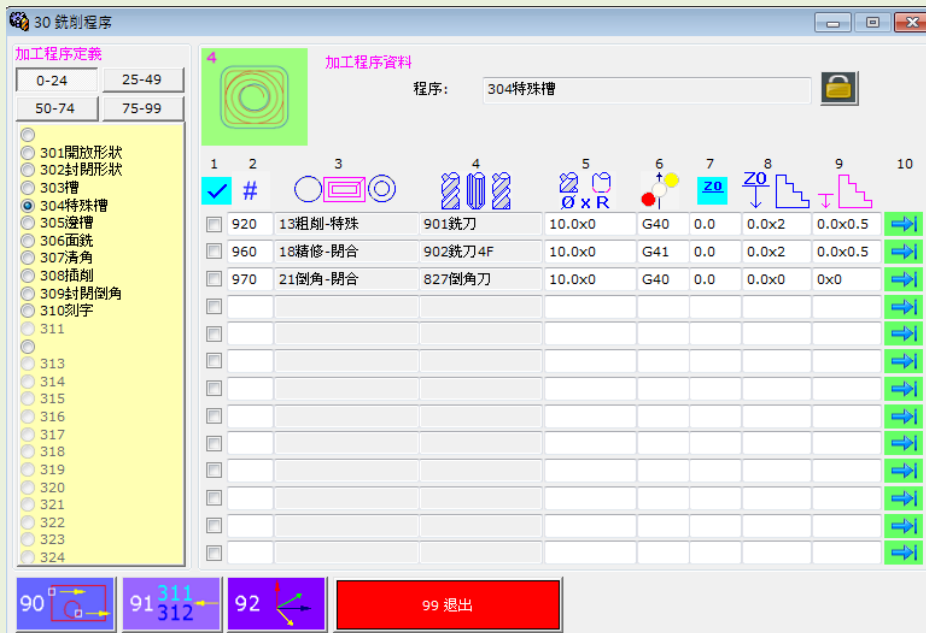 30 銑削程序
加工程序定義
0-24 25-49
50-74 75-99
301開放形狀
302封閉形狀
303槽
304特殊槽
305邊槽
306面銑
307清角
308插削
309封閉倒角
310刻字
311
313
314
315
316
317
318
319
320
321
322
323
324
4
加工程序資料
程序: 304特殊槽
1 2 3 4 5 6 7 8 9 10
# Ø x R Z0 Z0
920 13粗削-特殊 901銑刀 10.0x0 G40 0.0 0.0x2 0.0x0.5
960 18精修-閉合 902銑刀4F 10.0x0 G41 0.0 0.0x2 0.0x0.5
970 21倒角-閉合 827倒角刀 10.0x0 G40 0.0 0.0x0 0x0
90
91 311
312
92
99 退出